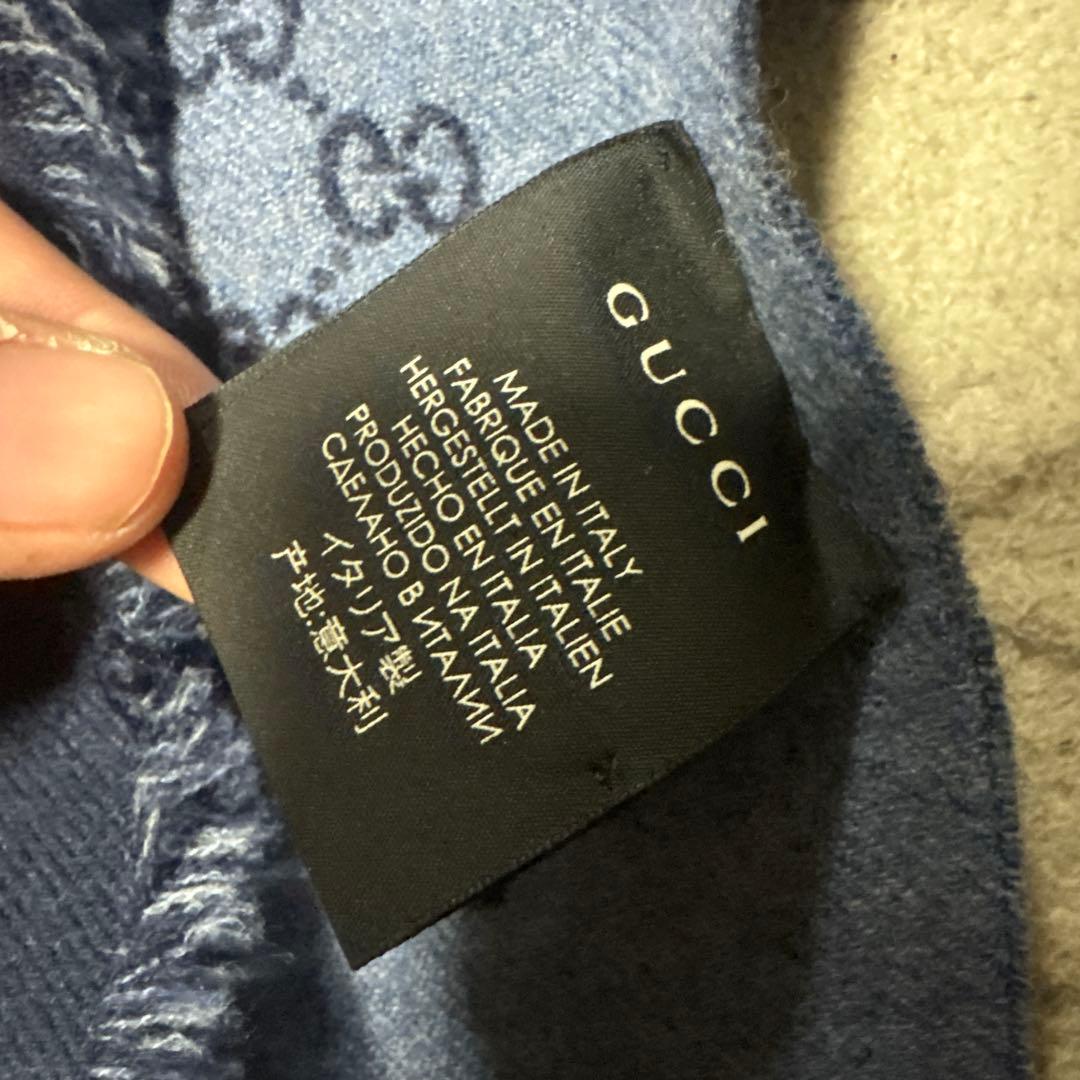 GUCCI
MADE IN ITALY
FABRIQUE EN ITALIE
HERGESTELLT IN ITALIEN
HECHO EN ITALIA
PRODUZIDO NA ITALIA
СДЕЛАНО В ИТАЛИИ
イタリア製
产地:意大利